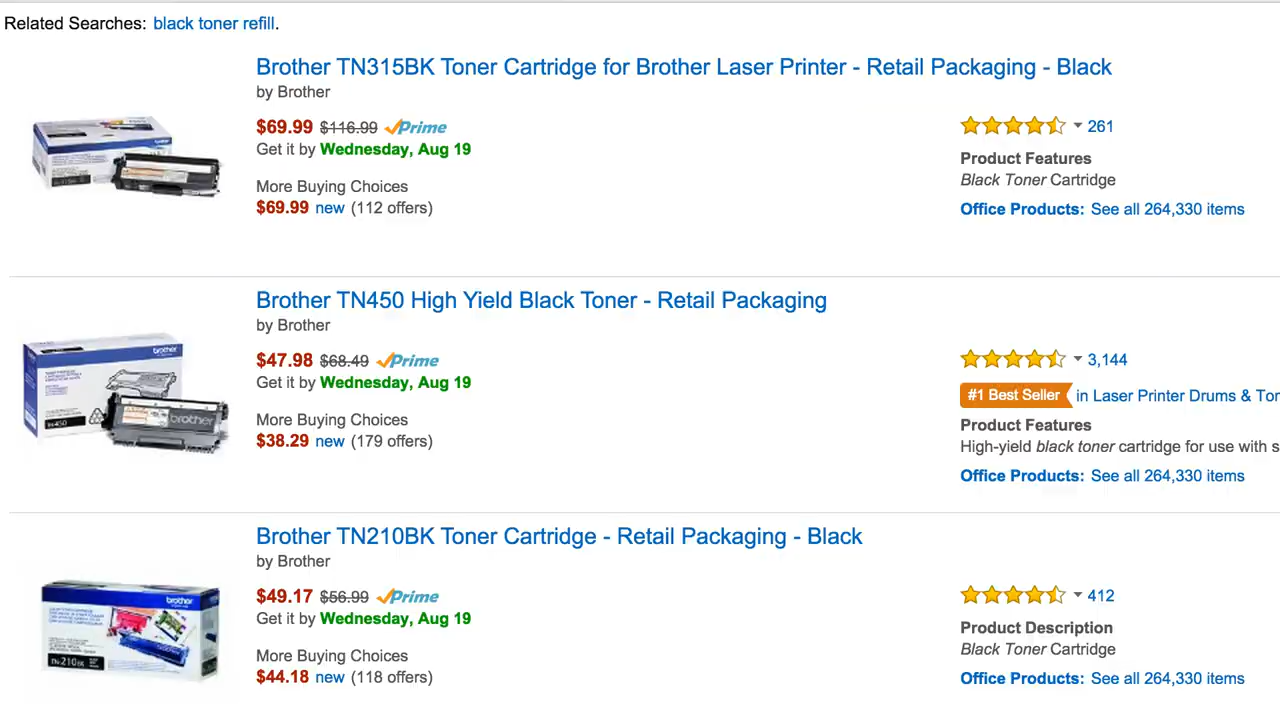 Related Searches: black toner refill.
Brother TN315BK Toner Cartridge for Brother Laser Printer - Retail Packaging - Black
by Brother
$69.99 $116.99 Prime
Get it by Wednesday, Aug 19
More Buying Choices
$69.99 new (112 offers)
261
Product Features
Black Toner Cartridge
Office Products: See all 264,330 items
Brother TN450 High Yield Black Toner - Retail Packaging
by Brother
$47.98 $68.49 Prime
Get it by Wednesday, Aug 19
More Buying Choices
$38.29 new (179 offers)
3,144
#1 Best Seller in Laser Printer Drums & Ton
Product Features
High-yield black toner cartridge for use with s
Office Products: See all 264,330 items
brother
TN450
brother
Brother TN210BK Toner Cartridge - Retail Packaging - Black
by Brother
$49.17 $56.99 Prime
Get it by Wednesday, Aug 19
More Buying Choices
$44.18 new (118 offers)
412
Product Description
Black Toner Cartridge
Office Products: See all 264,330 items
brother
TN210BK